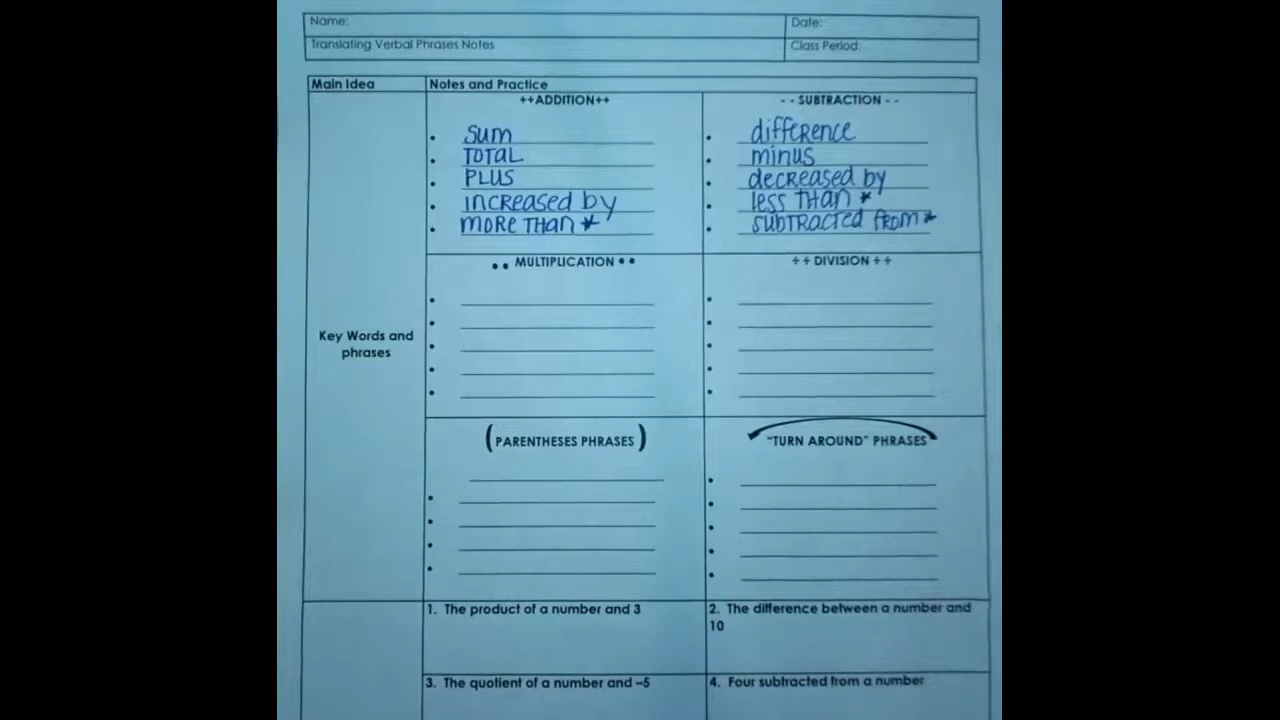 Name:
Date:
Translating Verbal Phrases Notes
Class Period:
Main Idea
Notes and Practice
Key Words and
phrases
++ADDITION++
• Sum
• TOTAL
• PLUS
• increased by
• MORE THAN *
- - SUBTRACTION - -
• difference
• minus
• decreased by
• less THAN *
• SUBTRACTED FROM *
•• MULTIPLICATION ••
÷÷ DIVISION ÷÷
(PARENTHESES PHRASES)
"TURN AROUND" PHRASES
1. The product of a number and 3
2. The difference between a number and
10
3. The quotient of a number and –5
4. Four subtracted from a number